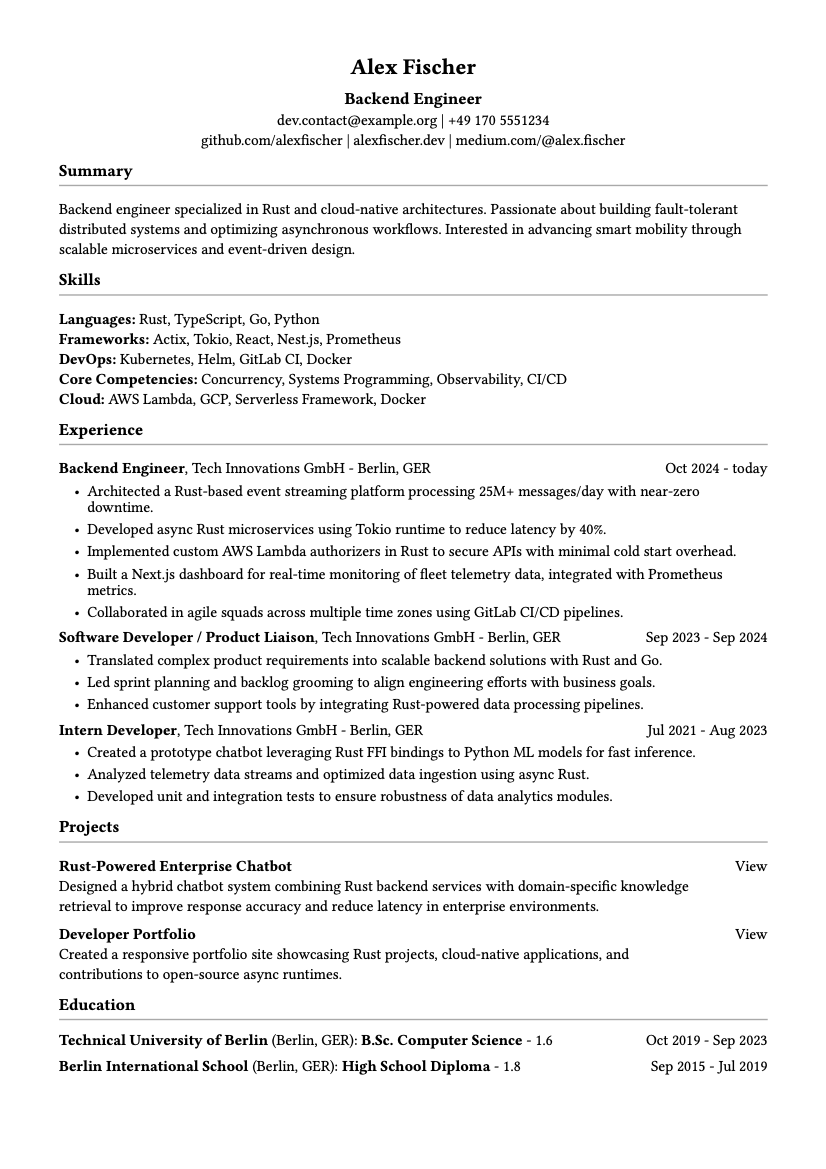 Alex Fischer
Backend Engineer
dev.contact@example.org | +49 170 5551234
github.com/alexfischer | alexfischer.dev | medium.com/@alex.fischer
Summary
Backend engineer specialized in Rust and cloud-native architectures. Passionate about building fault-tolerant
distributed systems and optimizing asynchronous workflows. Interested in advancing smart mobility through
scalable microservices and event-driven design.
Skills
Languages: Rust, TypeScript, Go, Python
Frameworks: Actix, Tokio, React, Nest.js, Prometheus
DevOps: Kubernetes, Helm, GitLab CI, Docker
Core Competencies: Concurrency, Systems Programming, Observability, CI/CD
Cloud: AWS Lambda, GCP, Serverless Framework, Docker
Experience
Backend Engineer, Tech Innovations GmbH - Berlin, GER Oct 2024 - today
• Architected a Rust-based event streaming platform processing 25M+ messages/day with near-zero
downtime.
• Developed async Rust microservices using Tokio runtime to reduce latency by 40%.
• Implemented custom AWS Lambda authorizers in Rust to secure APIs with minimal cold start overhead.
• Built a Next.js dashboard for real-time monitoring of fleet telemetry data, integrated with Prometheus
metrics.
• Collaborated in agile squads across multiple time zones using GitLab CI/CD pipelines.
Software Developer / Product Liaison, Tech Innovations GmbH - Berlin, GER Sep 2023 - Sep 2024
• Translated complex product requirements into scalable backend solutions with Rust and Go.
• Led sprint planning and backlog grooming to align engineering efforts with business goals.
• Enhanced customer support tools by integrating Rust-powered data processing pipelines.
Intern Developer, Tech Innovations GmbH - Berlin, GER Jul 2021 - Aug 2023
• Created a prototype chatbot leveraging Rust FFI bindings to Python ML models for fast inference.
• Analyzed telemetry data streams and optimized data ingestion using async Rust.
• Developed unit and integration tests to ensure robustness of data analytics modules.
Projects
Rust-Powered Enterprise Chatbot View
Designed a hybrid chatbot system combining Rust backend services with domain-specific knowledge
retrieval to improve response accuracy and reduce latency in enterprise environments.
Developer Portfolio View
Created a responsive portfolio site showcasing Rust projects, cloud-native applications, and
contributions to open-source async runtimes.
Education
Technical University of Berlin (Berlin, GER): B.Sc. Computer Science - 1.6 Oct 2019 - Sep 2023
Berlin International School (Berlin, GER): High School Diploma - 1.8 Sep 2015 - Jul 2019